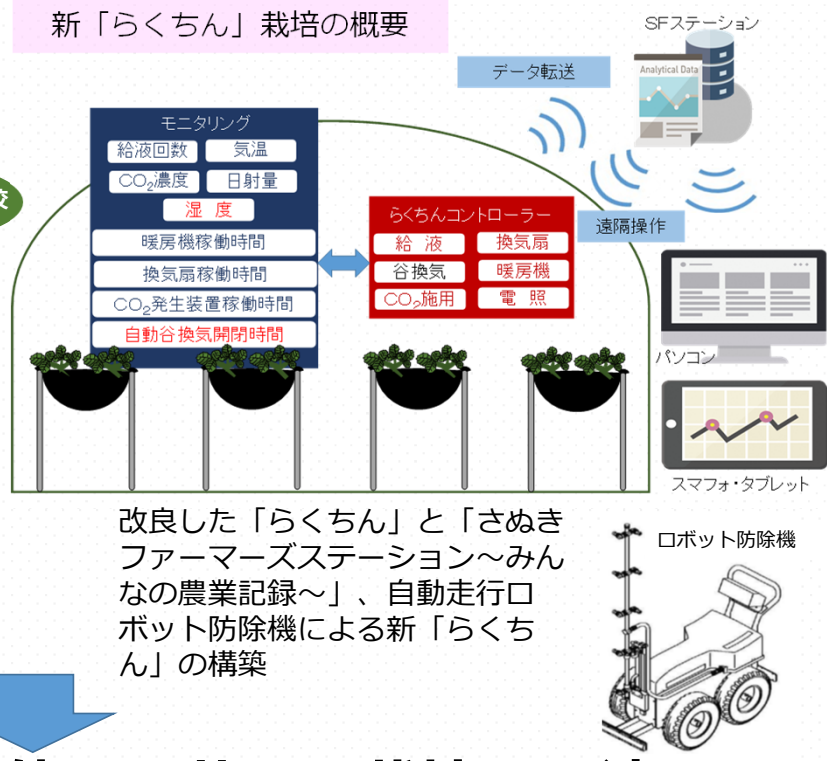 新「らくちん」栽培の概要
SFステーション
データ転送
Analytical Data
モニタリング
給液回数
気温
CO₂濃度
日射量
湿 度
暖房機稼働時間
換気扇稼働時間
CO₂発生装置稼働時間
自動谷換気開閉時間
らくちんコントローラー
給 液
換気扇
谷換気
暖房機
CO₂施用
電 照
遠隔操作
パソコン
スマフォ・タブレット
改良した「らくちん」と「さぬき
ファーマーズステーション～みん
なの農業記録～」、自動走行ロ
ボット防除機による新「らくち
ん」の構築
ロボット防除機